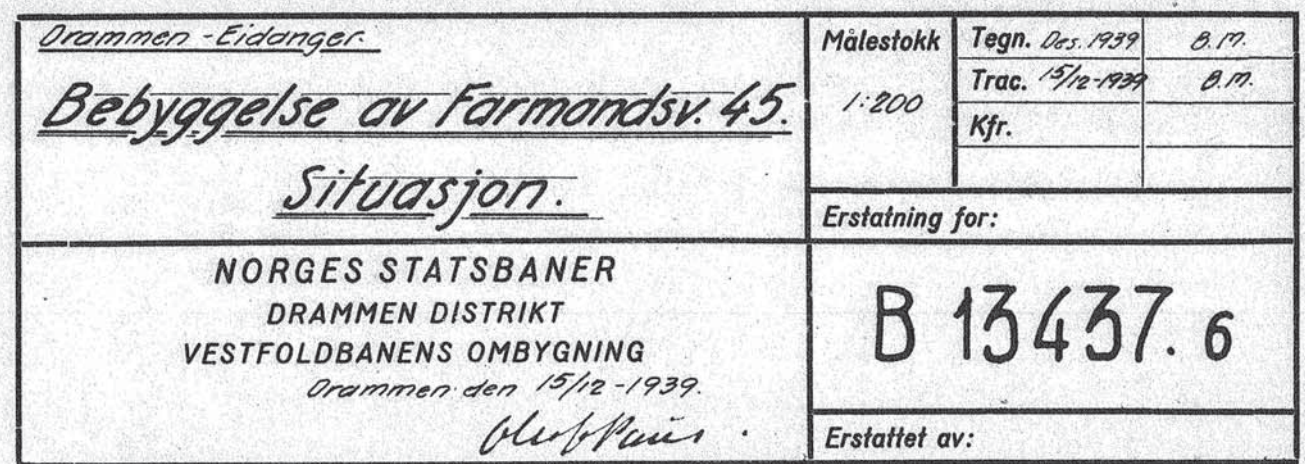 Drammen - Eidanger.
Bebyggelse av Farmandsv. 45.
Situasjon.
NORGES STATSBANER
DRAMMEN DISTRIKT
VESTFOLDBANENS OMBYGNING
Drammen den 15/12-1939.
Målestokk
1:200
Tegn. Des. 1939 B.M.
Trac. 15/12-1939 B.M.
Kfr.
Erstatning for:
B 13437.6
Erstattet av: